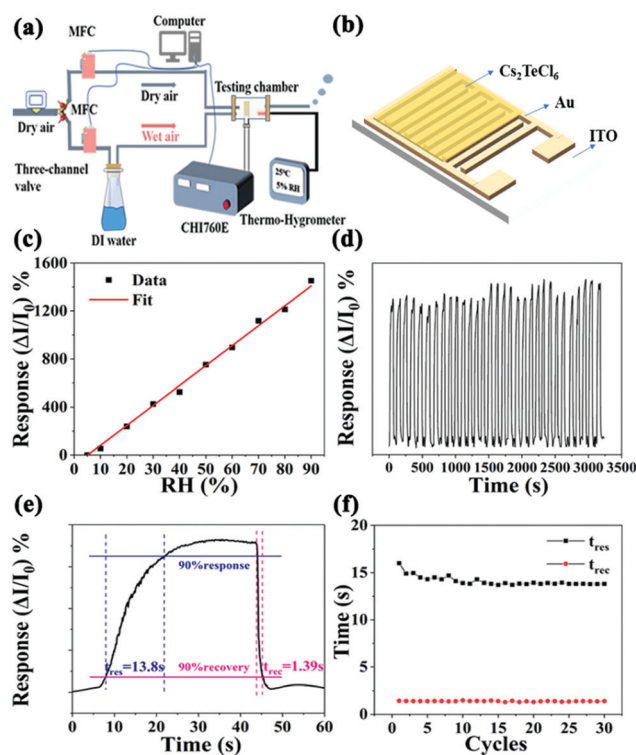 (a)
MFC
Computer
Testing chamber
Dry air
MFC
Dry air
Wet air
Three-channel
valve
25℃
5% RH
Thermo-Hygrometer
DI water
CHI760E
(b)
Cs₂TeCl₆
Au
ITO
(c)
1600
1200
800
400
0
Response (ΔI/I₀) %
Data
Fit
0 10 20 30 40 50 60 70 80 90
RH (%)
(d)
Response (ΔI/I₀) %
0 500 1000 1500 2000 2500 3000 3500
Time (s)
(e)
Response (ΔI/I₀) %
90%response
tres=13.8s
90%recovery
trec=1.39s
0 10 20 30 40 50 60
Time (s)
(f)
20
15
10
5
0
Time (s)
tres
trec
0 5 10 15 20 25 30
Cycles